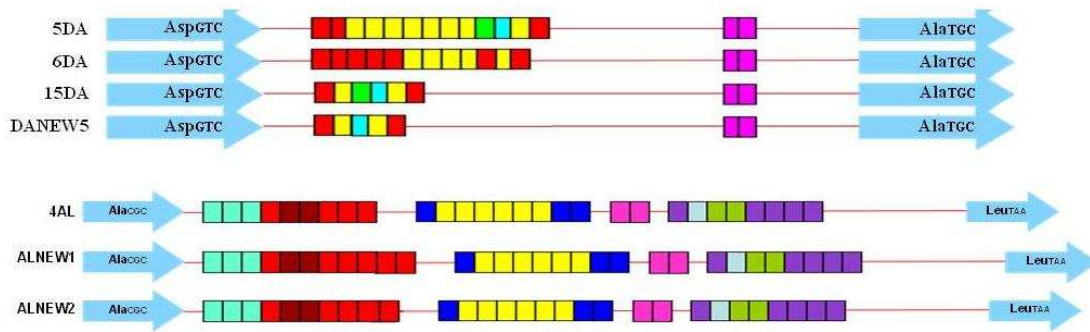 5DA AspGTC AlaTGC
6DA AspGTC AlaTGC
15DA AspGTC AlaTGC
DANEW5 AspGTC AlaTGC
4AL AlaCGC LeuTAA
ALNEW1 AlaCGC LeuTAA
ALNEW2 AlaCGC LeuTAA